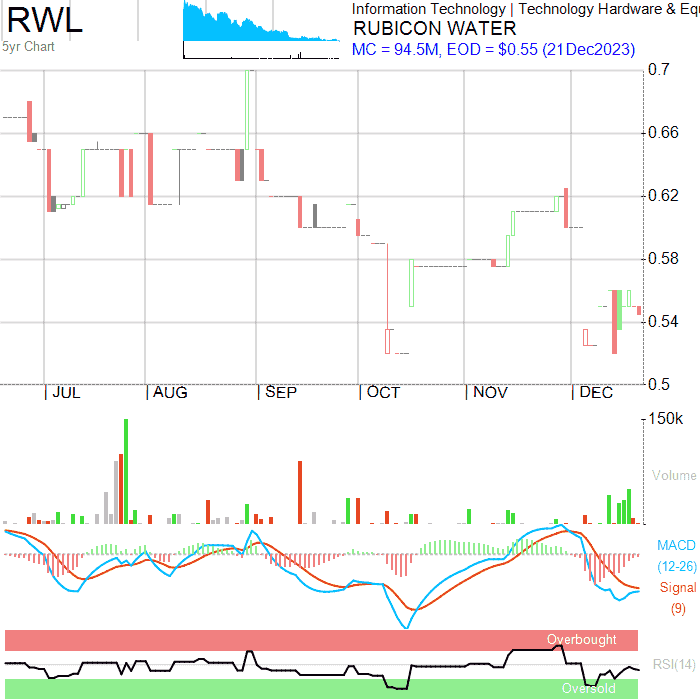 RWL
5yr Chart
Information Technology | Technology Hardware & Equ
RUBICON WATER
MC = 94.5M, EOD = $0.55 (21Dec2023)
0.7
0.66
0.62
0.58
0.54
0.5
JUL AUG SEP OCT NOV DEC
150k
Volume
MACD
(12-26)
Signal
(9)
Overbought
RSI(14)
Oversold